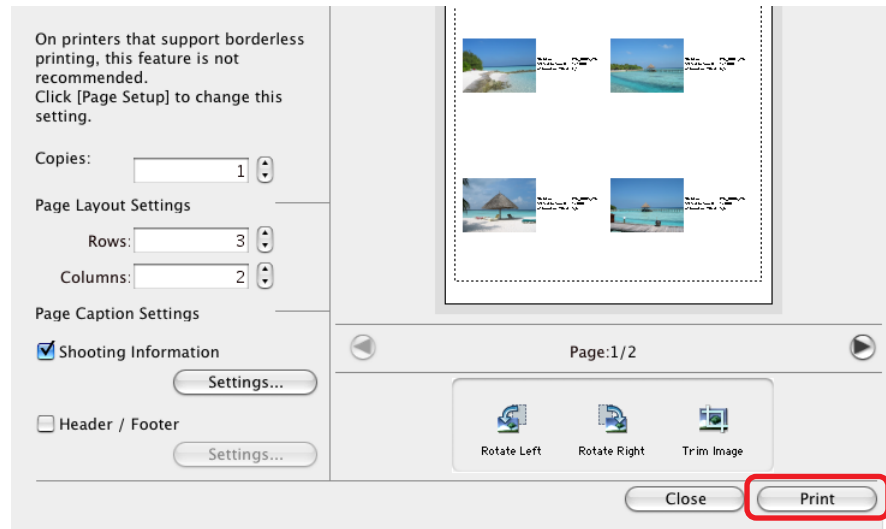 On printers that support borderless
printing, this feature is not
recommended.
Click [Page Setup] to change this
setting.
Copies:
1
Page Layout Settings
Rows:
3
Columns:
2
Page Caption Settings
Shooting Information
Settings...
Header / Footer
Settings...
Page:1/2
Rotate Left
Rotate Right
Trim Image
Close
Print